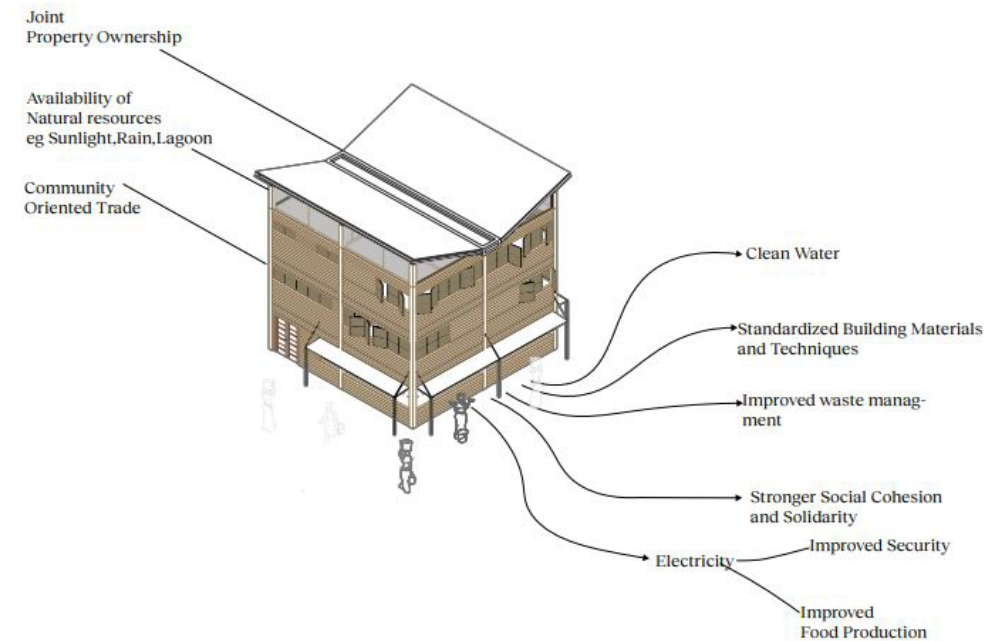 Joint
Property Ownership
Availability of
Natural resources
eg Sunlight,Rain,Lagoon
Community
Oriented Trade
Clean Water
Standardized Building Materials
and Techniques
Improved waste manag-
ment
Stronger Social Cohesion
and Solidarity
Improved Security
Electricity
Improved
Food Production